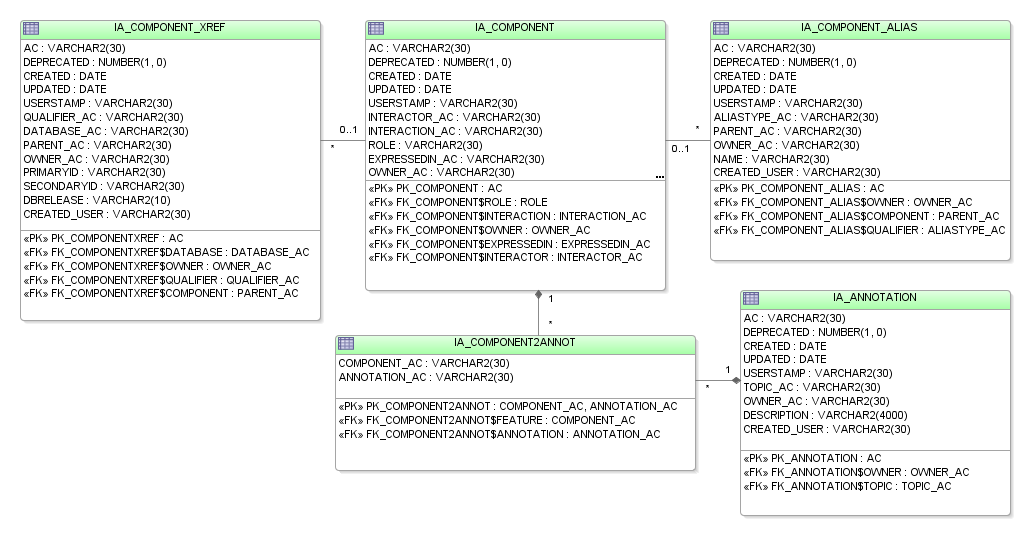 IA_COMPONENT_XREF
AC : VARCHAR2(30)
DEPRECATED : NUMBER(1, 0)
CREATED : DATE
UPDATED : DATE
USERSTAMP : VARCHAR2(30)
QUALIFIER_AC : VARCHAR2(30)
DATABASE_AC : VARCHAR2(30)
PARENT_AC : VARCHAR2(30)
OWNER_AC : VARCHAR2(30)
PRIMARYID : VARCHAR2(30)
SECONDARYID : VARCHAR2(30)
DBRELEASE : VARCHAR2(10)
CREATED_USER : VARCHAR2(30)
«PK» PK_COMPONENTXREF : AC
«FK» FK_COMPONENTXREF$DATABASE : DATABASE_AC
«FK» FK_COMPONENTXREF$OWNER : OWNER_AC
«FK» FK_COMPONENTXREF$QUALIFIER : QUALIFIER_AC
«FK» FK_COMPONENTXREF$COMPONENT : PARENT_AC
0..1
*
IA_COMPONENT
AC : VARCHAR2(30)
DEPRECATED : NUMBER(1, 0)
CREATED : DATE
UPDATED : DATE
USERSTAMP : VARCHAR2(30)
INTERACTOR_AC : VARCHAR2(30)
INTERACTION_AC : VARCHAR2(30)
ROLE : VARCHAR2(30)
EXPRESSEDIN_AC : VARCHAR2(30)
OWNER_AC : VARCHAR2(30)
...
«PK» PK_COMPONENT : AC
«FK» FK_COMPONENT$ROLE : ROLE
«FK» FK_COMPONENT$INTERACTION : INTERACTION_AC
«FK» FK_COMPONENT$OWNER : OWNER_AC
«FK» FK_COMPONENT$EXPRESSEDIN : EXPRESSEDIN_AC
«FK» FK_COMPONENT$INTERACTOR : INTERACTOR_AC
*
0..1
IA_COMPONENT_ALIAS
AC : VARCHAR2(30)
DEPRECATED : NUMBER(1, 0)
CREATED : DATE
UPDATED : DATE
USERSTAMP : VARCHAR2(30)
ALIASTYPE_AC : VARCHAR2(30)
PARENT_AC : VARCHAR2(30)
OWNER_AC : VARCHAR2(30)
NAME : VARCHAR2(30)
CREATED_USER : VARCHAR2(30)
«PK» PK_COMPONENT_ALIAS : AC
«FK» FK_COMPONENT_ALIAS$OWNER : OWNER_AC
«FK» FK_COMPONENT_ALIAS$COMPONENT : PARENT_AC
«FK» FK_COMPONENT_ALIAS$QUALIFIER : ALIASTYPE_AC
1
*
IA_COMPONENT2ANNOT
COMPONENT_AC : VARCHAR2(30)
ANNOTATION_AC : VARCHAR2(30)
«PK» PK_COMPONENT2ANNOT : COMPONENT_AC, ANNOTATION_AC
«FK» FK_COMPONENT2ANNOT$FEATURE : COMPONENT_AC
«FK» FK_COMPONENT2ANNOT$ANNOTATION : ANNOTATION_AC
1
*
IA_ANNOTATION
AC : VARCHAR2(30)
DEPRECATED : NUMBER(1, 0)
CREATED : DATE
UPDATED : DATE
USERSTAMP : VARCHAR2(30)
TOPIC_AC : VARCHAR2(30)
OWNER_AC : VARCHAR2(30)
DESCRIPTION : VARCHAR2(4000)
CREATED_USER : VARCHAR2(30)
«PK» PK_ANNOTATION : AC
«FK» FK_ANNOTATION$OWNER : OWNER_AC
«FK» FK_ANNOTATION$TOPIC : TOPIC_AC